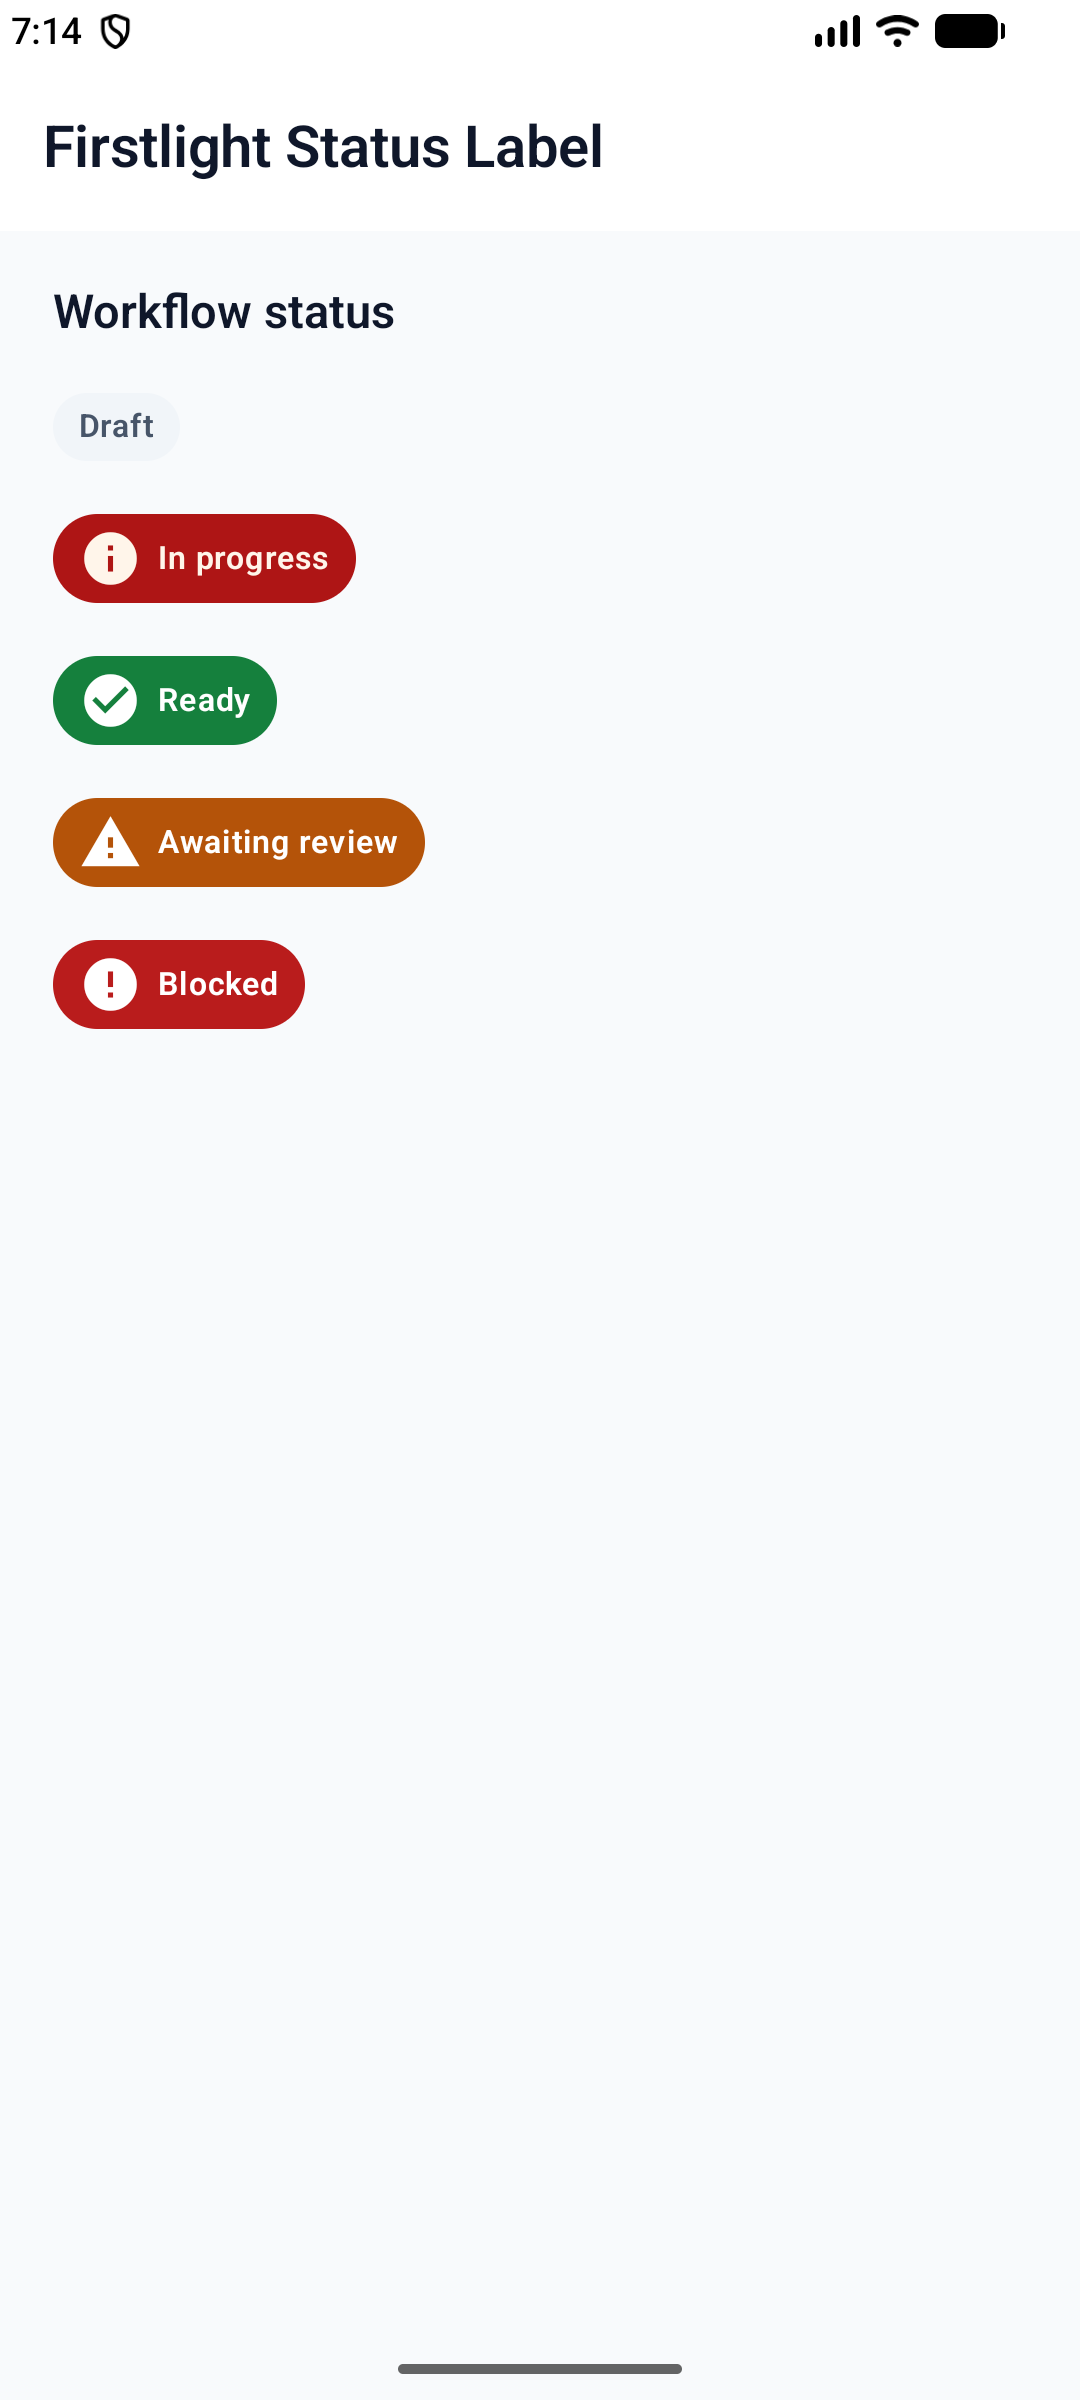 7:14
Firstlight Status Label
Workflow status
Draft
In progress
Ready
Awaiting review
Blocked